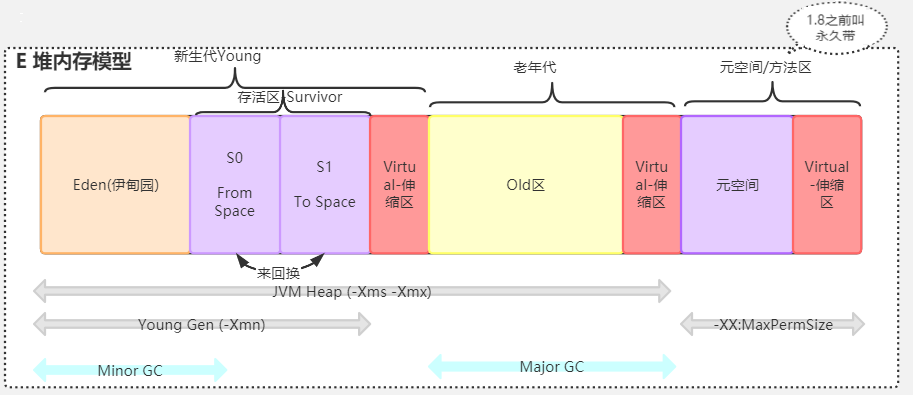 1.8之前叫
永久带
E 堆内存模型
新生代Young
老年代
元空间/方法区
存活区/Survivor
Eden(伊甸园)
S0
From
Space
S1
To Space
Virtu
al-伸
缩区
Old区
Virtu
al-伸
缩区
元空间
Virtual
-伸缩
区
来回换
JVM Heap (-Xms -Xmx)
Young Gen (-Xmn)
-XX:MaxPermSize
Minor GC
Major GC